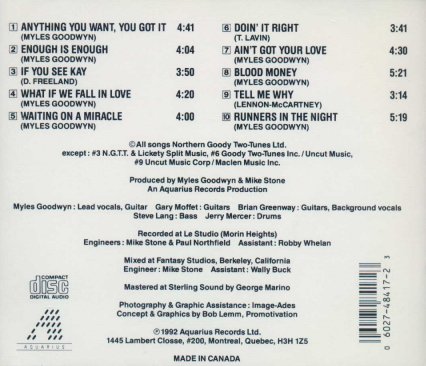 1 ANYTHING YOU WANT, YOU GOT IT 4:41
(MYLES GOODWYN)
2 ENOUGH IS ENOUGH 4:04
(MYLES GOODWYN)
3 IF YOU SEE KAY 3:50
(D. FREELAND)
4 WHAT IF WE FALL IN LOVE 4:20
(MYLES GOODWYN)
5 WAITING ON A MIRACLE 4:00
(MYLES GOODWYN)
6 DOIN' IT RIGHT 3:41
(T. LAVIN)
7 AIN'T GOT YOUR LOVE 4:30
(MYLES GOODWYN)
8 BLOOD MONEY 5:21
(MYLES GOODWYN)
9 TELL ME WHY 3:14
(LENNON-McCARTNEY)
10 RUNNERS IN THE NIGHT 5:19
(MYLES GOODWYN)
©All songs Northern Goody Two-Tunes Ltd.
except : #3 N.G.T.T. & Lickety Split Music, #6 Goody Two-Tunes Inc./Uncut Music,
#9 Uncut Music Corp/Maclen Music Inc.
Produced by Myles Goodwyn & Mike Stone
An Aquarius Records Production
Myles Goodwyn : Lead vocals, Guitar Gary Moffet : Guitars Brian Greenway : Guitars, Background vocals
Steve Lang : Bass Jerry Mercer : Drums
Recorded at Le Studio (Morin Heights)
Engineers : Mike Stone & Paul Northfield Assistant : Robby Whelan
Mixed at Fantasy Studios, Berkeley, California
Engineer : Mike Stone Assistant : Wally Buck
Mastered at Sterling Sound by George Marino
Photography & Graphic Assistance : Image-Ades
Concept & Graphics by Bob Lemm, Promotivation
℗1992 Aquarius Records Ltd.
1445 Lambert Closse, #200, Montreal, Quebec, H3H 1Z5
MADE IN CANADA
COMPACT
disc
DIGITAL AUDIO
AQUARIUS
0 6027-48417-2 3